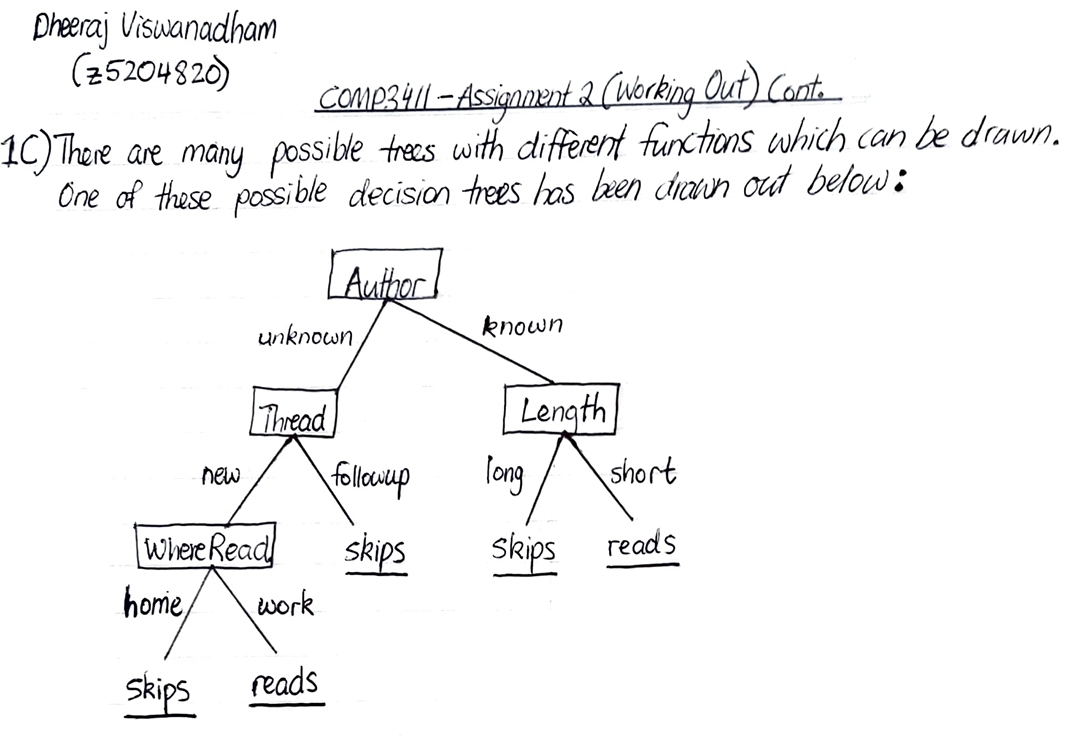 Dheeraj Viswanadham
(z5204820)
COMP3411 – Assignment 2 (Working Out) Cont.
1C) There are many possible trees with different functions which can be drawn.
One of these possible decision trees has been drawn out below:
Author
unknown known
Thread Length
new followup long short
WhereRead skips skips reads
home work
skips reads